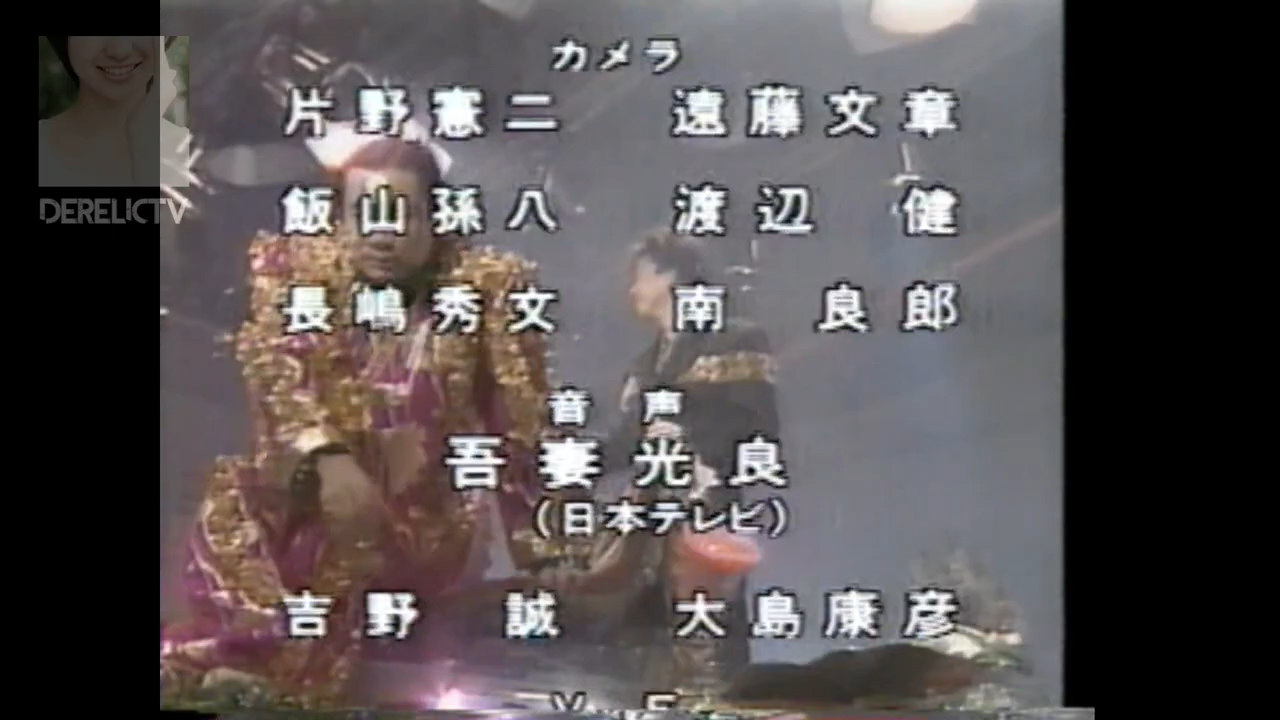 カメラ
片野憲二 遠藤文章
飯山孫八 渡辺 健
DERELICTV
長嶋秀文 南 良郎
音 声
吾妻光良
(日本テレビ)
吉野 誠 大島康彦
V E